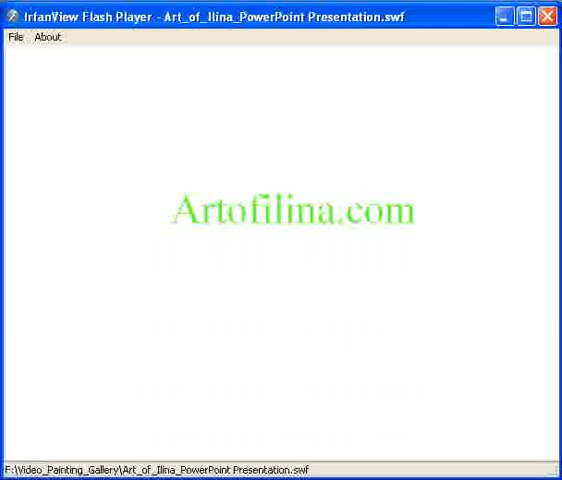 IrfanView Flash Player - Art_of_Ilina_PowerPoint Presentation.swf
File About
Artofilina.com
F:\Video_Painting_Gallery\Art_of_Ilina_PowerPoint Presentation.swf